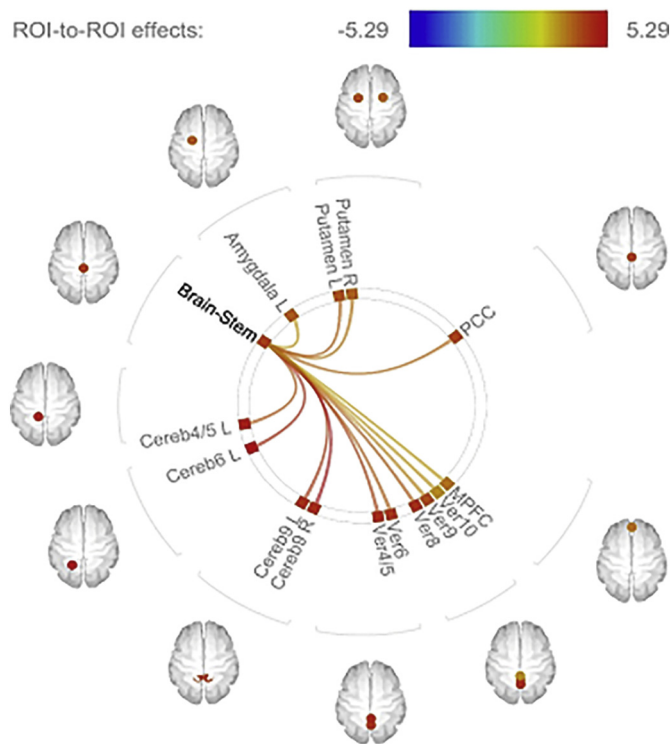 ROI-to-ROI effects:
-5.29
5.29
Putamen R
Putamen L
Amygdala L
Brain-Stem
PCC
Cereb4/5 L
Cereb6 L
Cereb9 L
Cereb9 R
Ver4/5
Ver6
Ver8
Ver9
Ver10
MPFC